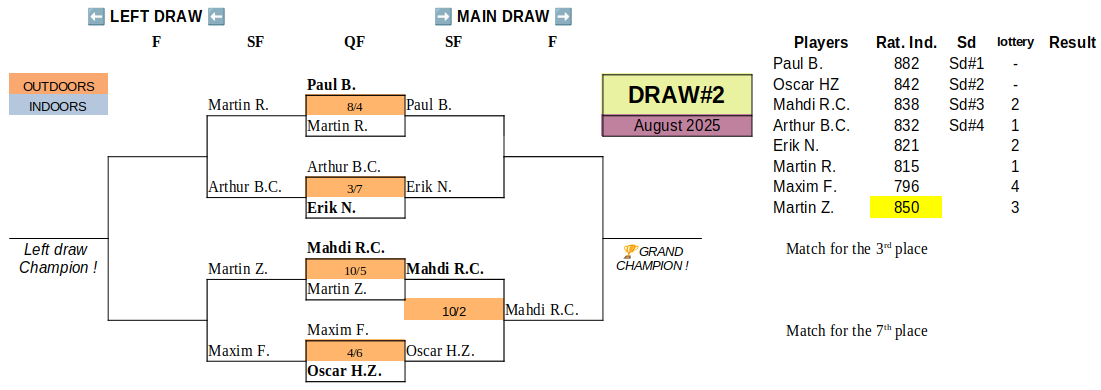 ⬅️ LEFT DRAW ⬅️ ➡️ MAIN DRAW ➡️
F SF QF SF F
Players Rat. Ind. Sd lottery Result
Paul B. 882 Sd#1 -
Oscar HZ 842 Sd#2 -
Mahdi R.C. 838 Sd#3 2
Arthur B.C. 832 Sd#4 1
Erik N. 821 2
Martin R. 815 1
Maxim F. 796 4
Martin Z. 850 3
OUTDOORS
INDOORS
DRAW#2
August 2025
Paul B.
Martin R. 8/4 Paul B.
Martin R.
Arthur B.C.
Arthur B.C. 3/7 Erik N.
Erik N.
Left draw
Champion !
🏆GRAND
CHAMPION !
Mahdi R.C.
Martin Z. 10/5 Mahdi R.C.
Martin Z.
10/2 Mahdi R.C.
Maxim F.
Maxim F. 4/6 Oscar H.Z.
Oscar H.Z.
Match for the 3rd place
Match for the 7th place